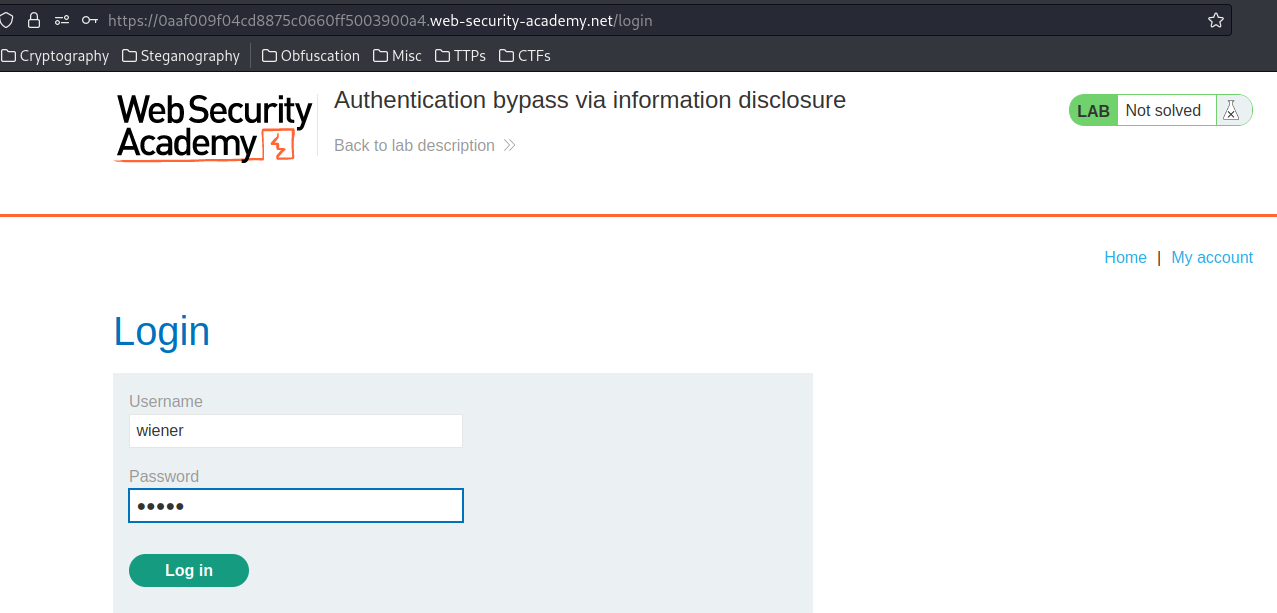 https://0aaf009f04cd8875c0660ff5003900a4.web-security-academy.net/login
Cryptography Steganography Obfuscation Misc TTPs CTFs
Web Security Academy
Authentication bypass via information disclosure
Back to lab description
LAB Not solved
Home | My account
Login
Username
wiener
Password
•••••
Log in